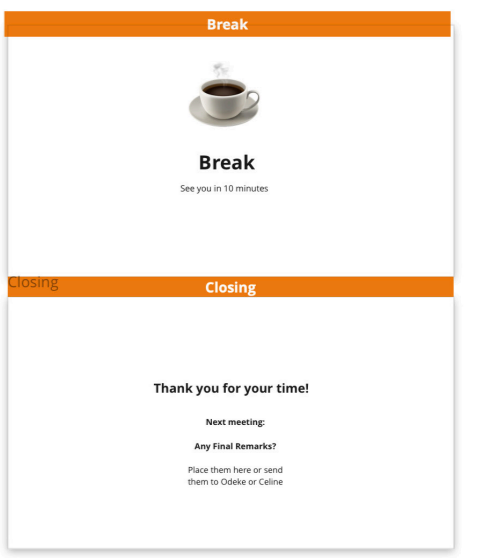 Break
Break
See you in 10 minutes
Closing
Closing
Thank you for your time!
Next meeting:
Any Final Remarks?
Place them here or send
them to Odeke or Celine